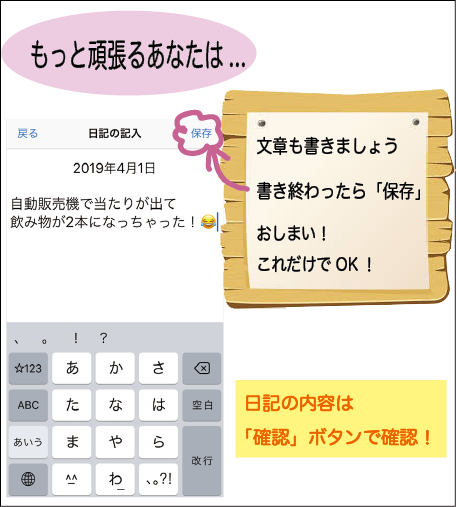 もっと頑張るあなたは...
戻る 日記の記入 保存
2019年4月1日
自動販売機で当たりが出て
飲み物が2本になっちゃった！😂
文章も書きましょう
書き終わったら「保存」
おしまい！
これだけでOK！
、。！？
☆123 あ か さ
ABC た な は 空白
あいう ま や ら
^^ わ 、。?! 改行
日記の内容は
「確認」ボタンで確認！